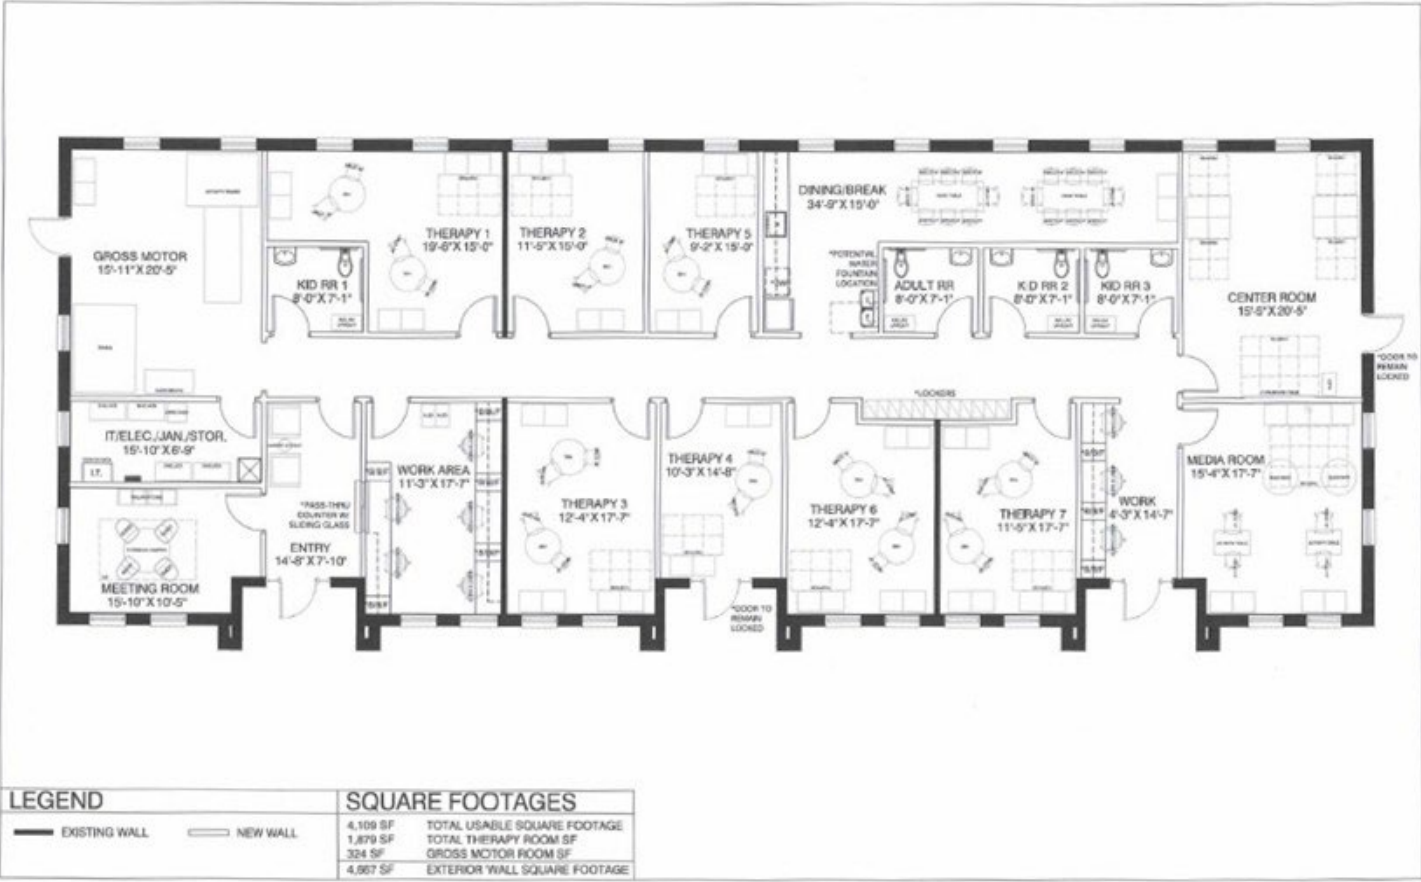 GROSS MOTOR
15'-11" X 20'-5"
KID RR 1
8'-0" X 7'-1"
THERAPY 1
19'-6" X 15'-0"
THERAPY 2
11'-5" X 15'-0"
THERAPY 5
9'-2" X 15'-0"
DINING/BREAK
34'-9" X 15'-0"
*POTENTIAL
WATER
FOUNTAIN
LOCATION
ADULT RR
8'-0" X 7'-1"
KID RR 2
8'-0" X 7'-1"
KID RR 3
8'-0" X 7'-1"
CENTER ROOM
15'-5" X 20'-5"
*DOOR TO
REMAIN
LOCKED
*LOCKERS
IT/ELEC./JAN./STOR.
15'-10" X 6'-9"
I.T.
MEETING ROOM
15'-10" X 10'-5"
*PASS-THRU
COUNTER W/
SLIDING GLASS
ENTRY
14'-8" X 7'-10"
WORK AREA
11'-3" X 17'-7"
THERAPY 3
12'-4" X 17'-7"
THERAPY 4
10'-3" X 14'-8"
*DOOR TO
REMAIN
LOCKED
THERAPY 6
12'-4" X 17'-7"
THERAPY 7
11'-5" X 17'-7"
WORK
4'-3" X 14'-7"
MEDIA ROOM
15'-4" X 17'-7"
LEGEND
EXISTING WALL
NEW WALL
SQUARE FOOTAGES
4,109 SF TOTAL USABLE SQUARE FOOTAGE
1,879 SF TOTAL THERAPY ROOM SF
324 SF GROSS MOTOR ROOM SF
4,667 SF EXTERIOR WALL SQUARE FOOTAGE